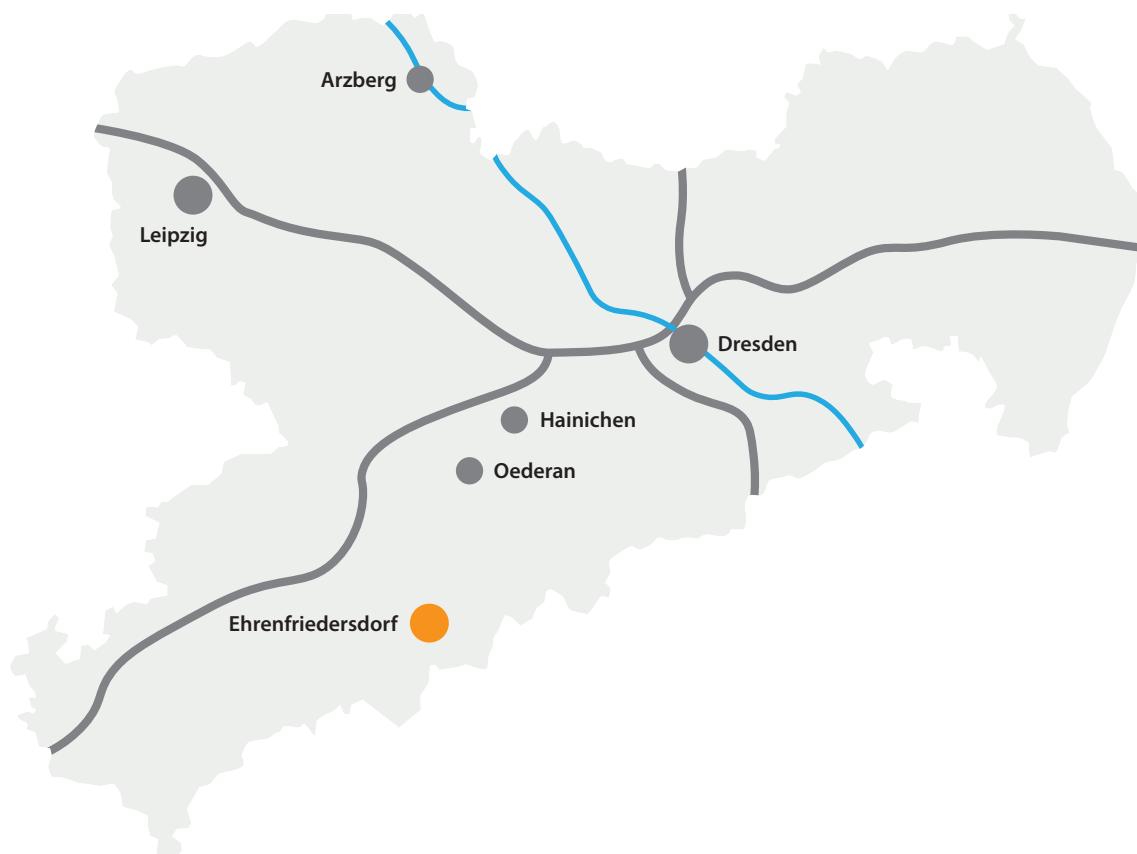 Arzberg
Leipzig
Dresden
Hainichen
Oederan
Ehrenfriedersdorf